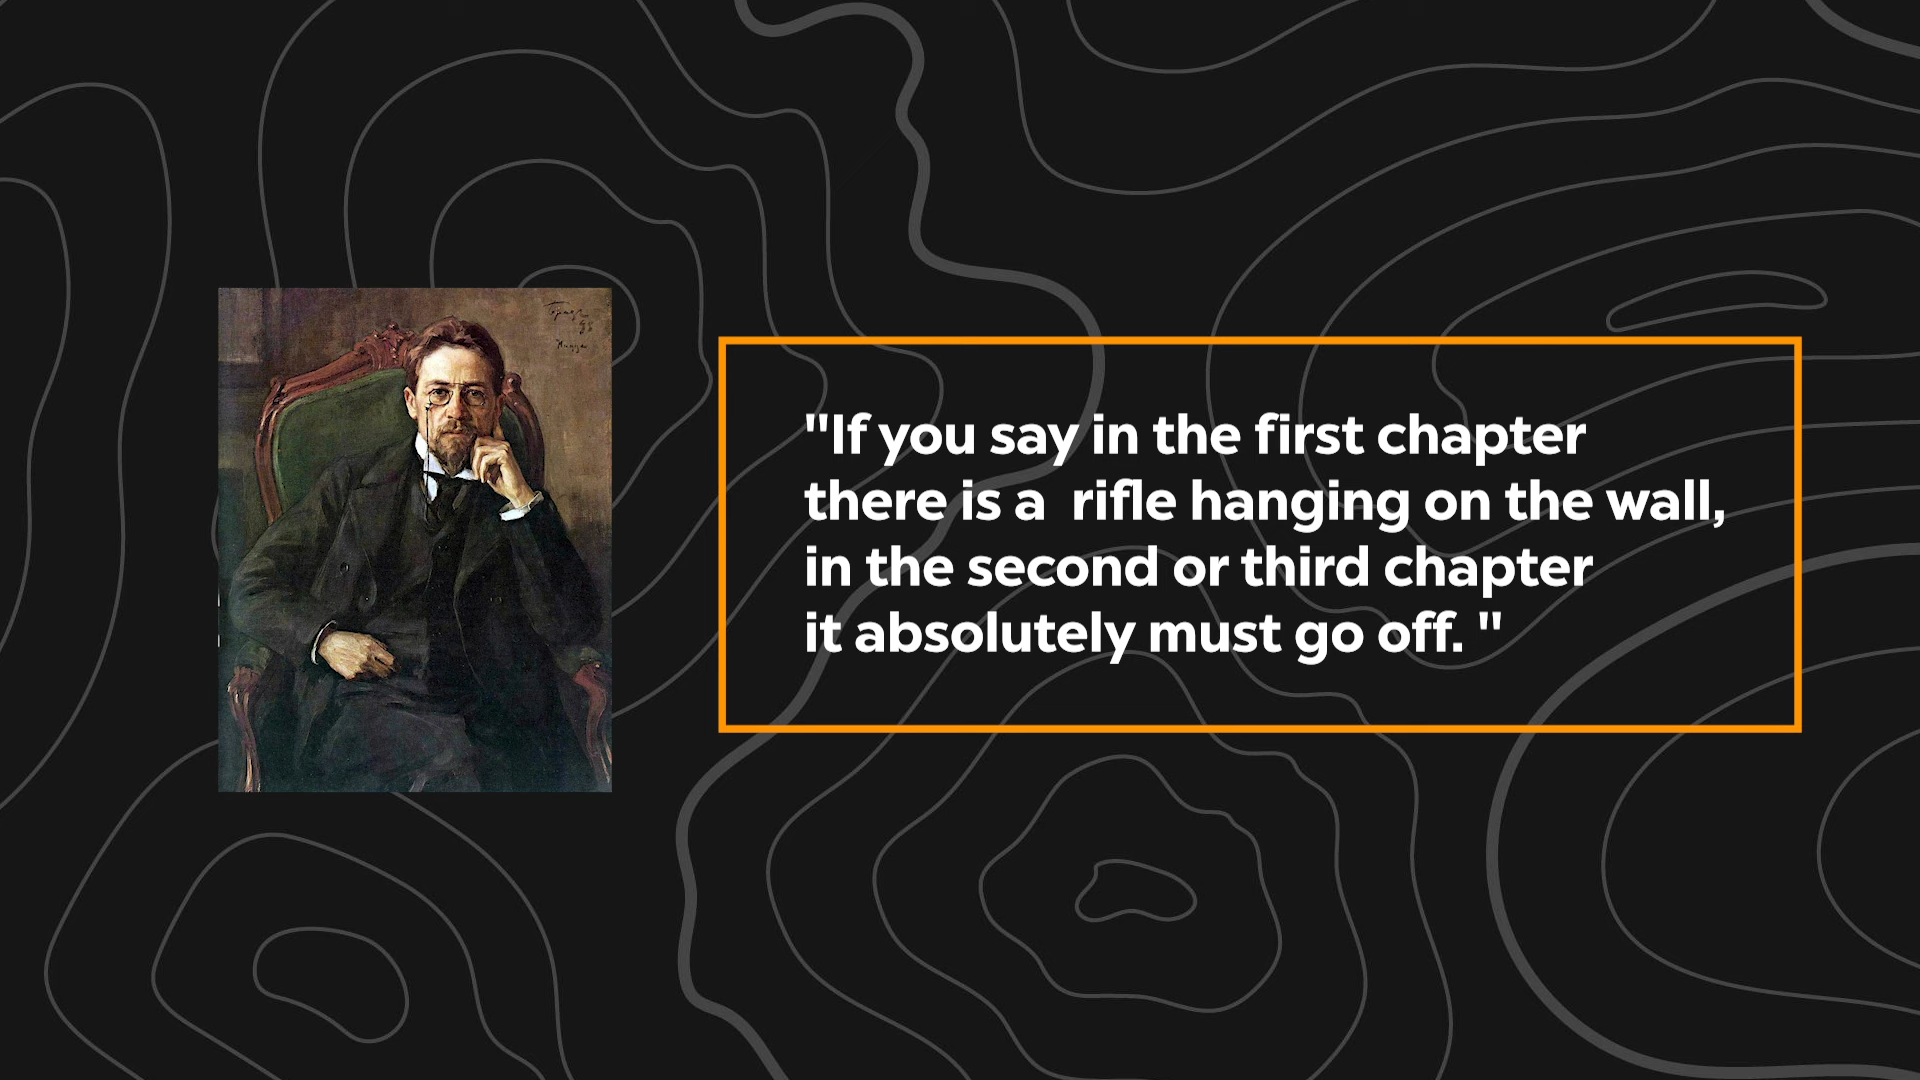 "If you say in the first chapter
there is a  rifle hanging on the wall,
in the second or third chapter
it absolutely must go off. "